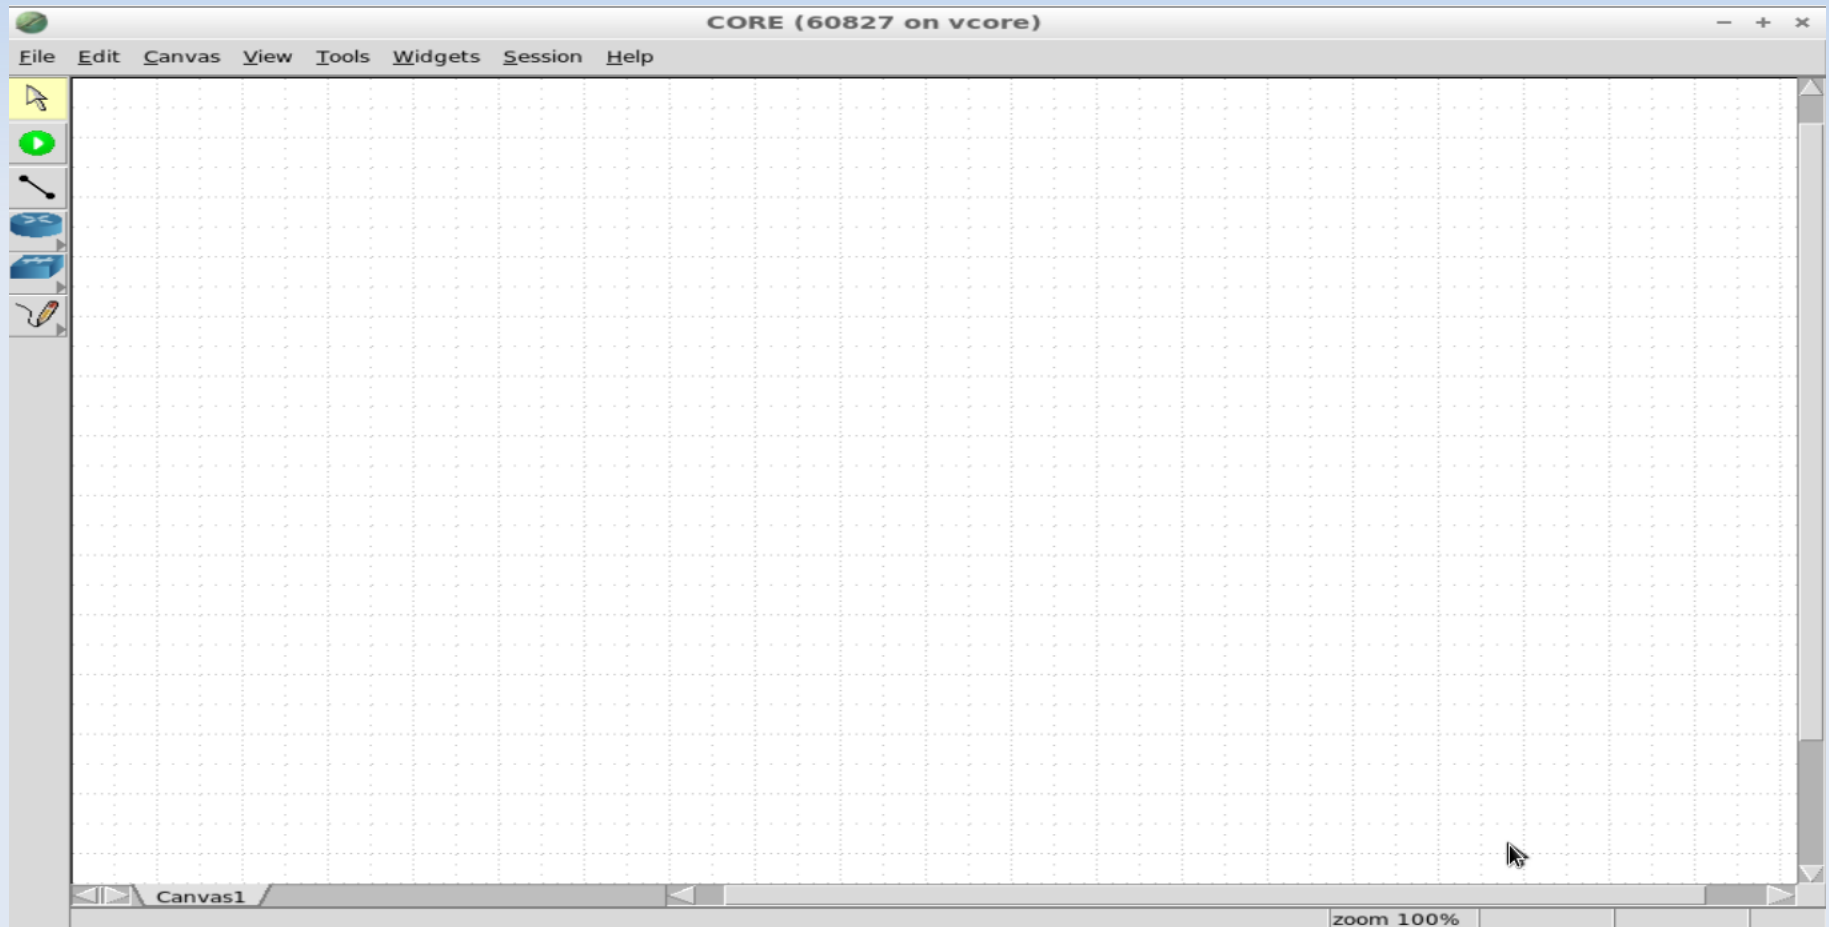 CORE (60827 on vcore)
File Edit Canvas View Tools Widgets Session Help
Canvas1
zoom 100%